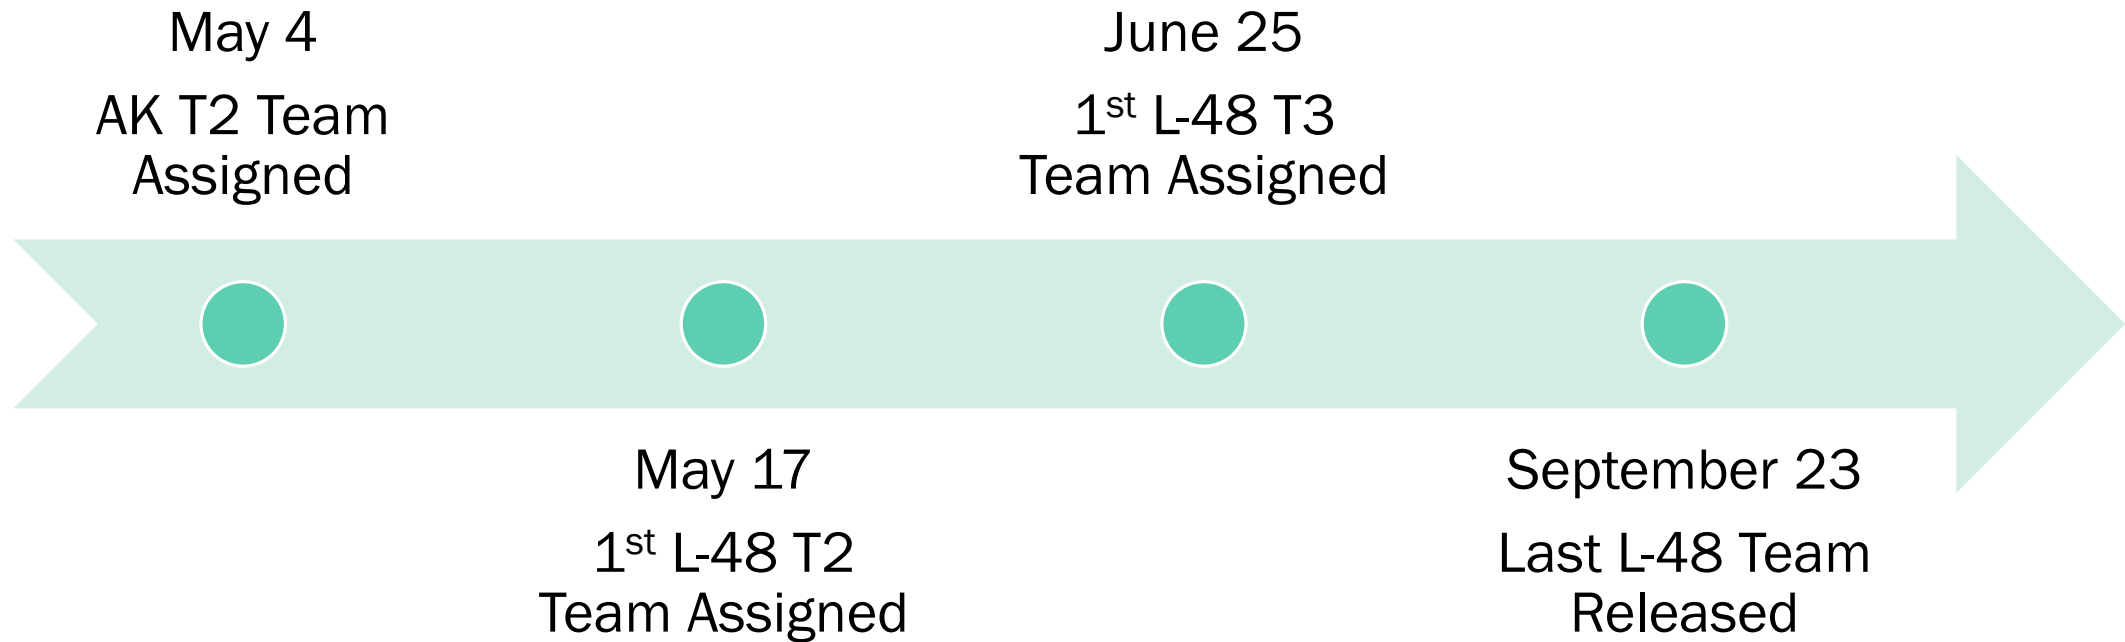 May 4
AK T2 Team
Assigned
May 17
1st L-48 T2
Team Assigned
June 25
1st L-48 T3
Team Assigned
September 23
Last L-48 Team
Released